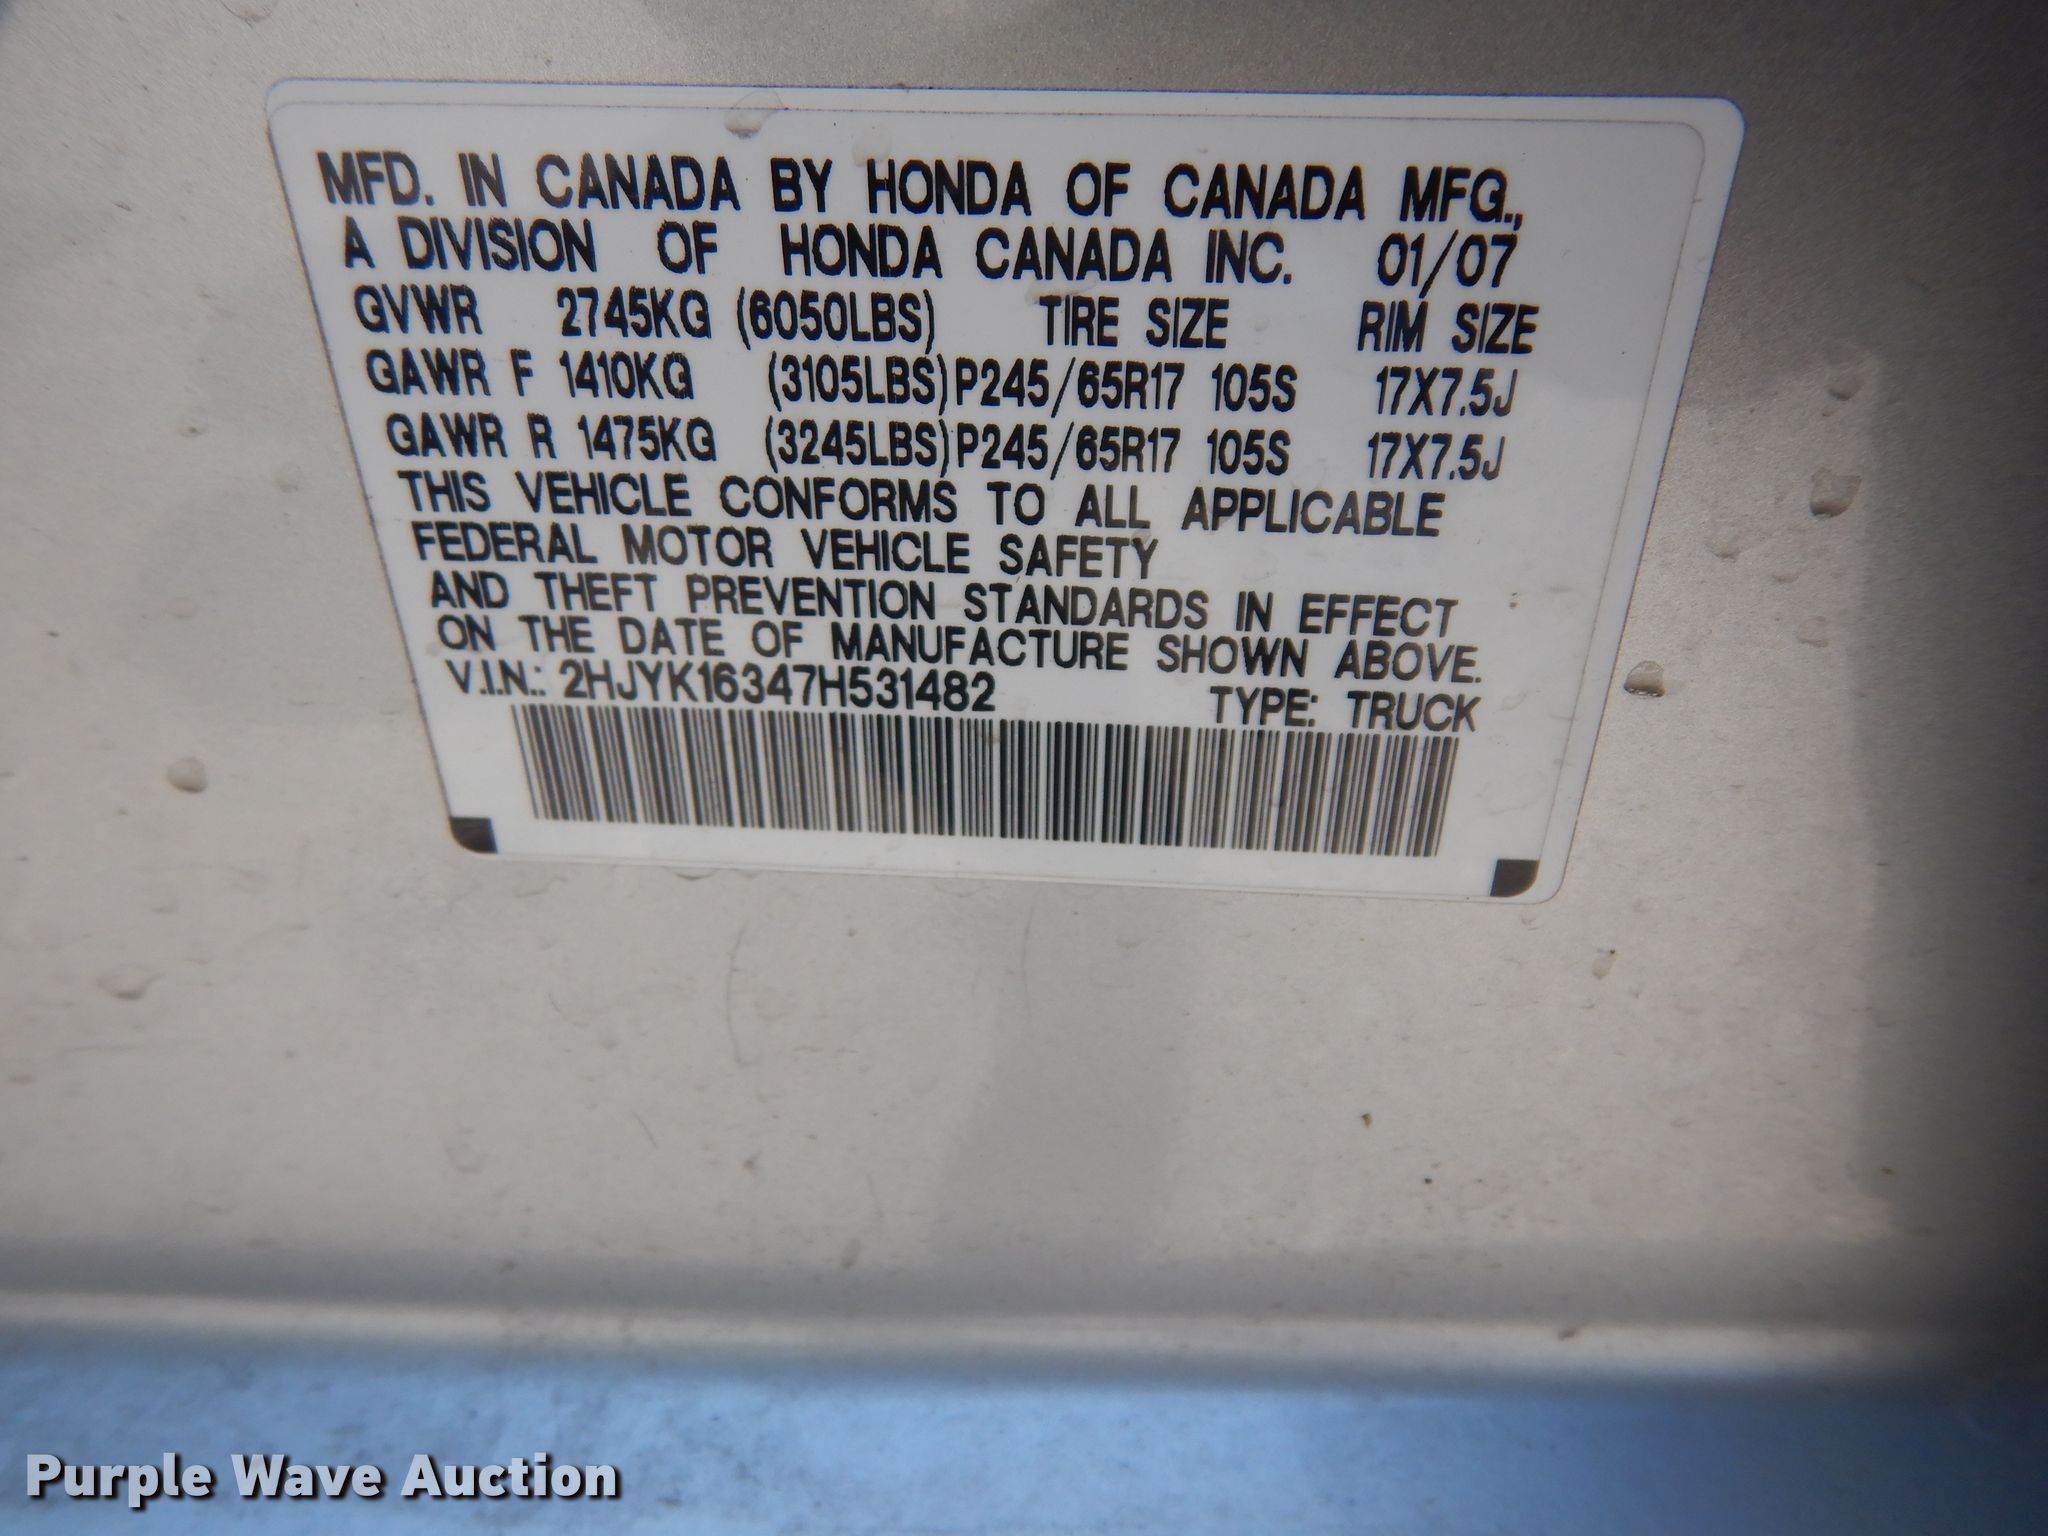 MFD. IN CANADA BY HONDA OF CANADA MFG.,
A DIVISION OF HONDA CANADA INC. 01/07
GVWR 2745KG (6050LBS) TIRE SIZE RIM SIZE
GAWR F 1410KG (3105LBS) P245/65R17 105S 17X7.5J
GAWR R 1475KG (3245LBS) P245/65R17 105S 17X7.5J
THIS VEHICLE CONFORMS TO ALL APPLICABLE
FEDERAL MOTOR VEHICLE SAFETY
AND THEFT PREVENTION STANDARDS IN EFFECT
ON THE DATE OF MANUFACTURE SHOWN ABOVE.
V.I.N.: 2HJYK16347H531482 TYPE: TRUCK
Purple Wave Auction